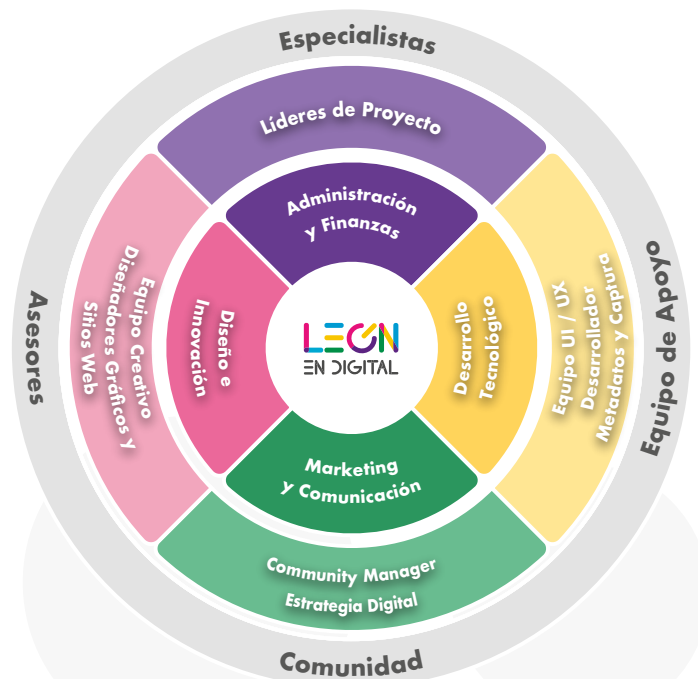 Especialistas
Líderes de Proyecto
Administración
y Finanzas
Asesores
Equipo Creativo
Diseñadores Gráficos y
Sitios Web
Diseño e
Innovación
LEON
EN DIGITAL
Desarrollo
Tecnológico
Equipo UI / UX
Desarrollador
Metadatos y Captura
Equipo de Apoyo
Marketing
y Comunicación
Community Manager
Estrategia Digital
Comunidad